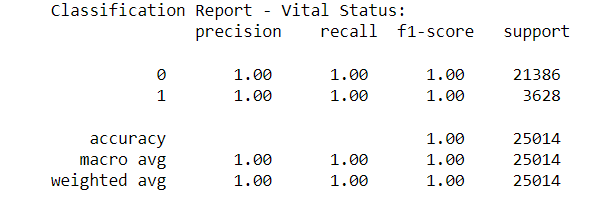 Classification Report - Vital Status:
precision recall f1-score support
0 1.00 1.00 1.00 21386
1 1.00 1.00 1.00 3628
accuracy 1.00 25014
macro avg 1.00 1.00 1.00 25014
weighted avg 1.00 1.00 1.00 25014